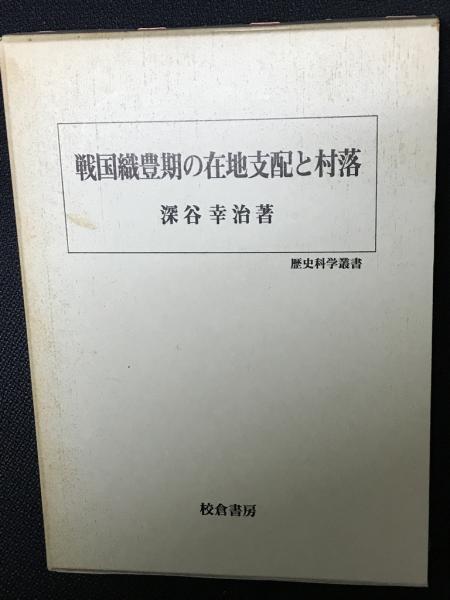 戦国織豊期の在地支配と村落
深谷幸治著
歴史科学叢書
校倉書房